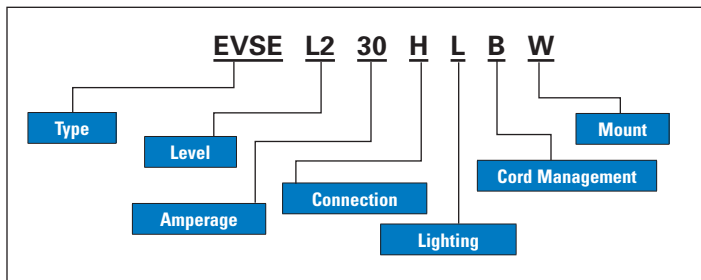 EVSE L2 30 H L B W
Type
Mount
Level
Cord Management
Connection
Amperage
Lighting